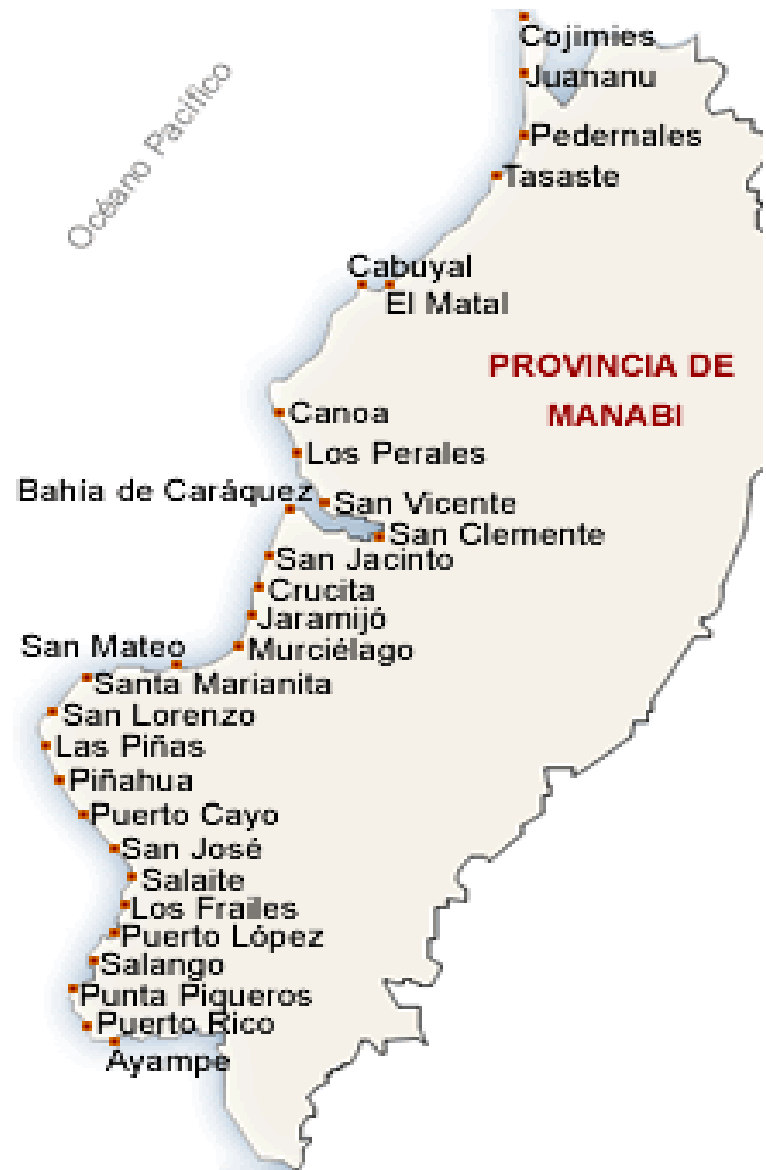 Cojimies
Juananu
Océano Pacífico
Pedernales
Tasaste
Cabuyal
El Matal
PROVINCIA DE
MANABI
Canoa
Los Perales
Bahia de Caráquez
San Vicente
San Clemente
San Jacinto
Crucita
Jaramijó
San Mateo
Murciélago
Santa Marianita
San Lorenzo
Las Piñas
Piñahua
Puerto Cayo
San José
Salaite
Los Frailes
Puerto López
Salango
Punta Piqueros
Puerto Rico
Ayampe